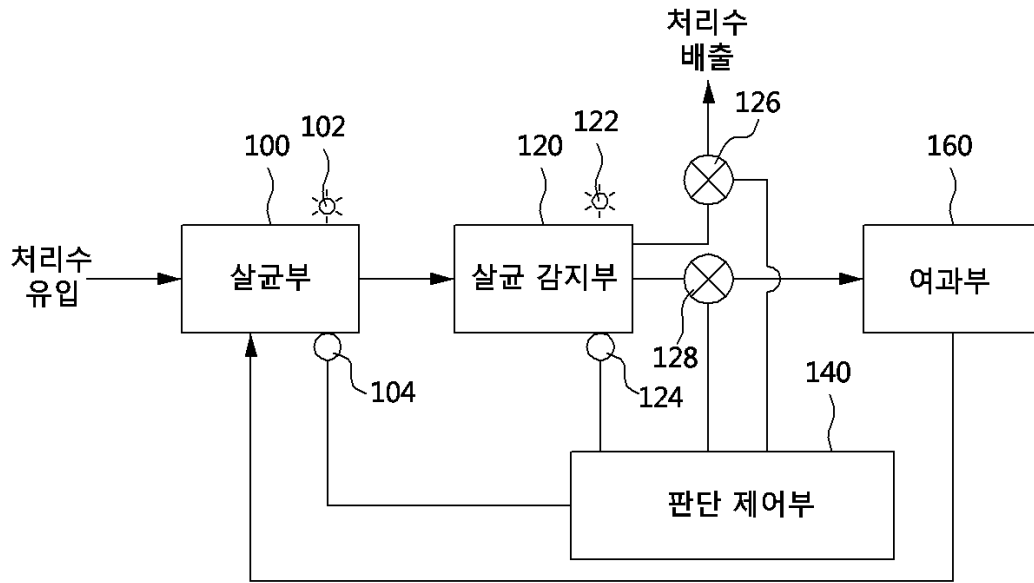 처리수
배출
126
102
122
100
120
160
처리수
유입
살균부
살균 감지부
여과부
128
104
124
140
판단 제어부